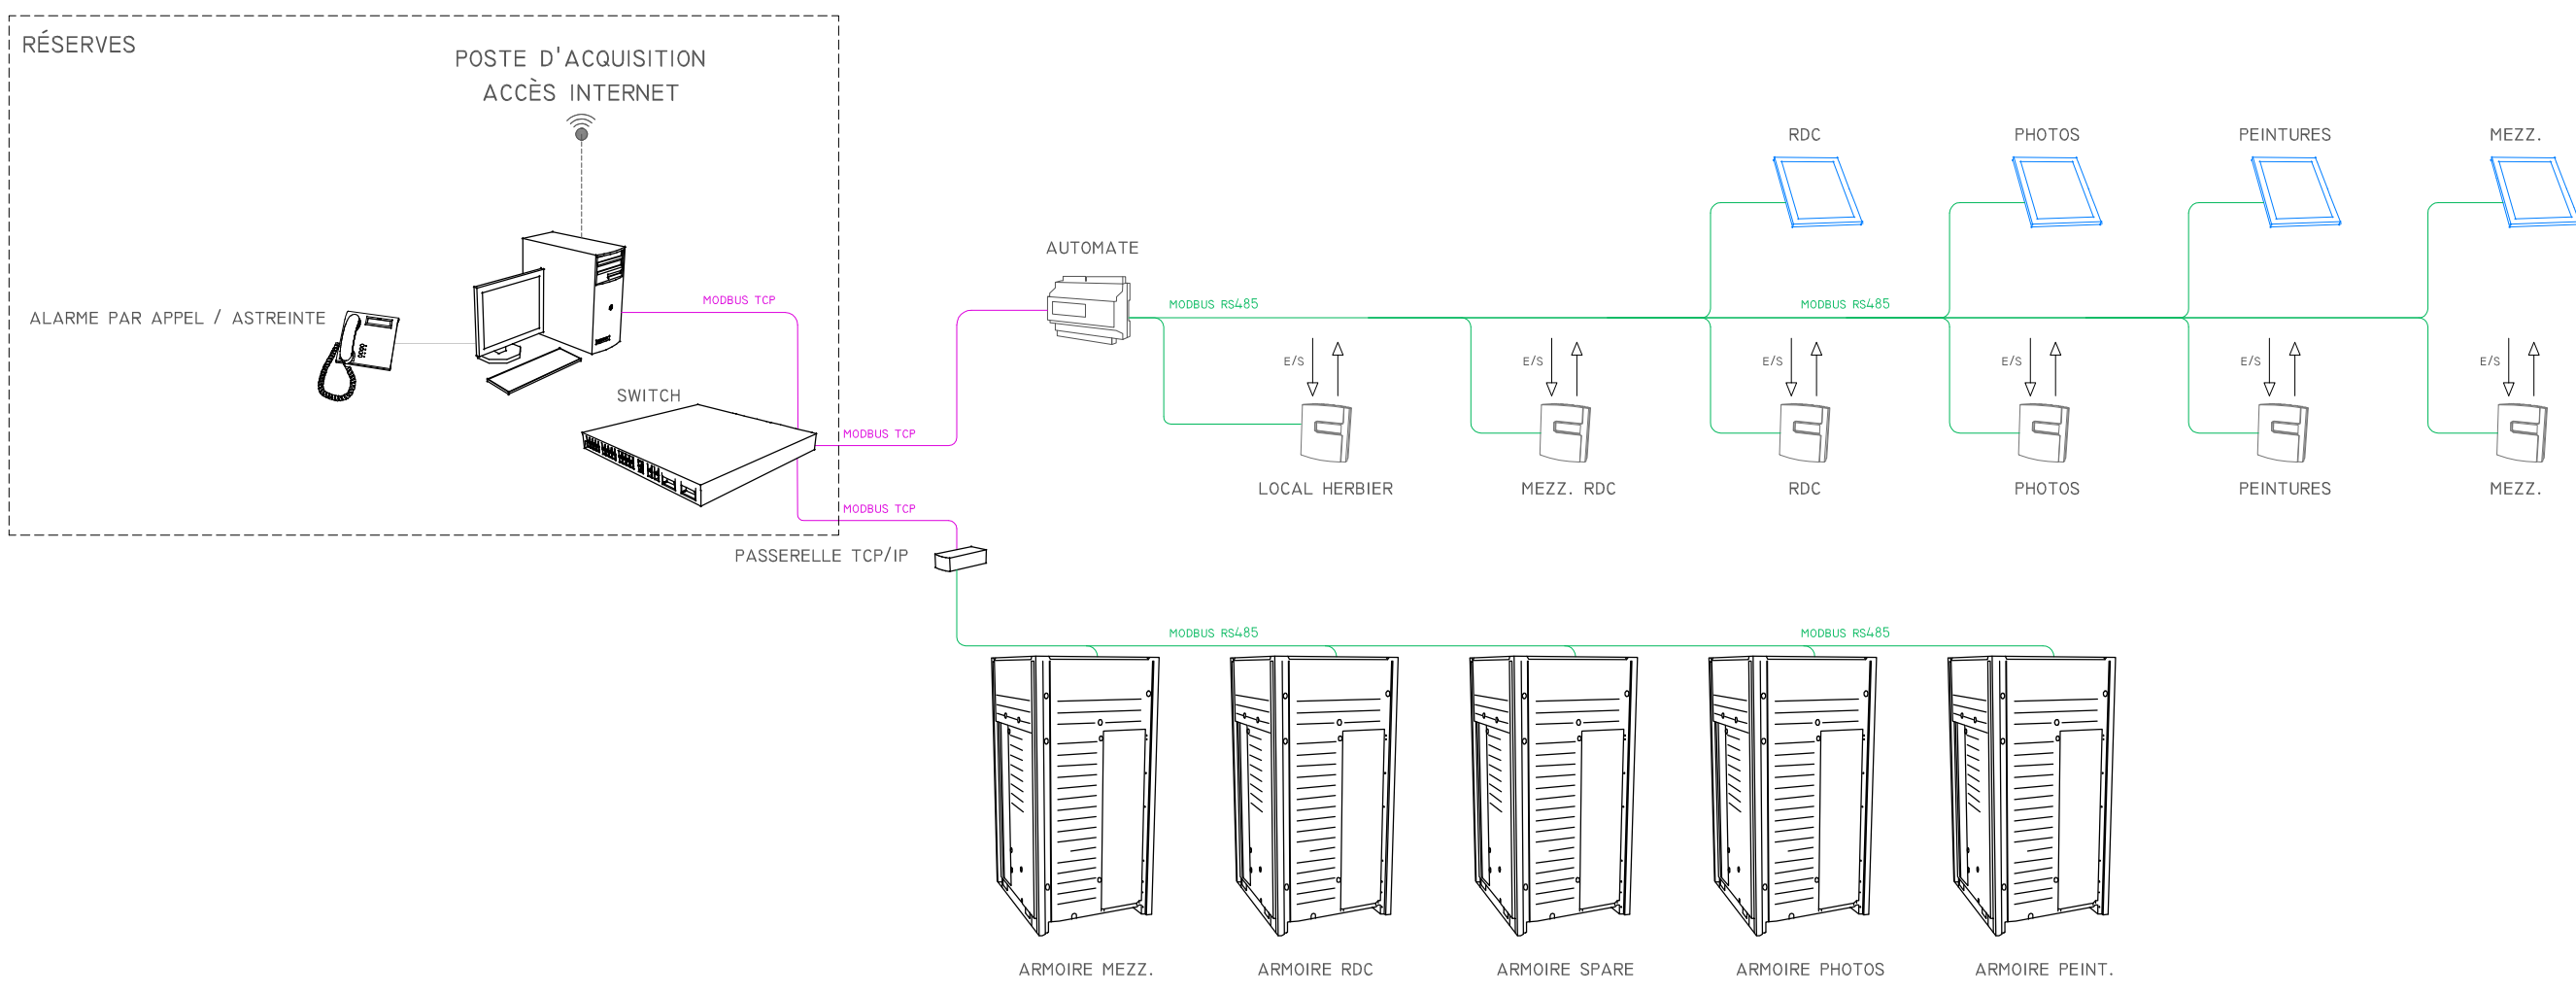 RÉSERVES
POSTE D'ACQUISITION
ACCÈS INTERNET
ALARME PAR APPEL / ASTREINTE
MODBUS TCP
SWITCH
MODBUS TCP
MODBUS TCP
PASSERELLE TCP/IP
AUTOMATE
RDC
PHOTOS
PEINTURES
MEZZ.
MODBUS RS485
MODBUS RS485
E/S
E/S
E/S
E/S
E/S
E/S
LOCAL HERBIER
MEZZ. RDC
RDC
PHOTOS
PEINTURES
MEZZ.
MODBUS RS485
MODBUS RS485
ARMOIRE MEZZ.
ARMOIRE RDC
ARMOIRE SPARE
ARMOIRE PHOTOS
ARMOIRE PEINT.